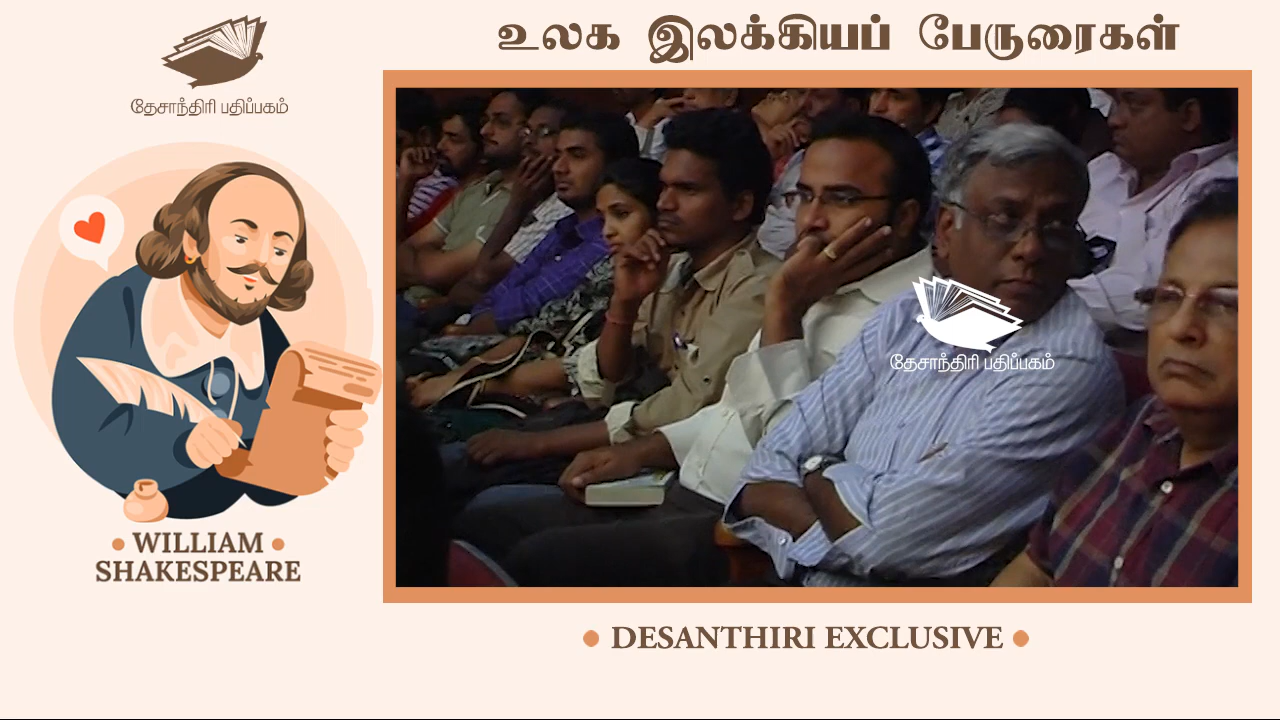 தேசாந்திரி பதிப்பகம்
உலக இலக்கியப் பேருரைகள்
தேசாந்திரி பதிப்பகம்
• WILLIAM •
SHAKESPEARE
• DESANTHIRI EXCLUSIVE •